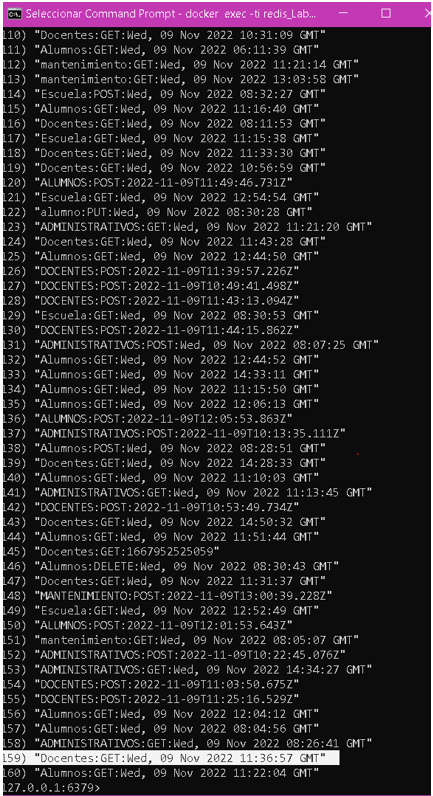 Seleccionar Command Prompt - docker exec -ti redis_Lab...
110) "Docentes:GET:Wed, 09 Nov 2022 10:31:09 GMT"
111) "Alumnos:GET:Wed, 09 Nov 2022 06:11:39 GMT"
112) "mantenimiento:GET:Wed, 09 Nov 2022 11:21:14 GMT"
113) "mantenimiento:GET:Wed, 09 Nov 2022 13:03:58 GMT"
114) "Escuela:POST:Wed, 09 Nov 2022 08:32:27 GMT"
115) "Alumnos:GET:Wed, 09 Nov 2022 11:16:40 GMT"
116) "Docentes:GET:Wed, 09 Nov 2022 08:11:53 GMT"
117) "Escuela:GET:Wed, 09 Nov 2022 11:15:38 GMT"
118) "Docentes:GET:Wed, 09 Nov 2022 11:33:30 GMT"
119) "Docentes:GET:Wed, 09 Nov 2022 10:56:59 GMT"
120) "ALUMNOS:POST:2022-11-09T11:49:46.731Z"
121) "Escuela:GET:Wed, 09 Nov 2022 12:54:54 GMT"
122) "alumno:PUT:Wed, 09 Nov 2022 08:30:28 GMT"
123) "ADMINISTRATIVOS:GET:Wed, 09 Nov 2022 11:21:20 GMT"
124) "Docentes:GET:Wed, 09 Nov 2022 11:43:28 GMT"
125) "Alumnos:GET:Wed, 09 Nov 2022 12:44:50 GMT"
126) "DOCENTES:POST:2022-11-09T11:39:57.226Z"
127) "DOCENTES:POST:2022-11-09T10:49:41.498Z"
128) "DOCENTES:POST:2022-11-09T11:43:13.094Z"
129) "Escuela:GET:Wed, 09 Nov 2022 08:30:53 GMT"
130) "DOCENTES:POST:2022-11-09T11:44:15.862Z"
131) "ADMINISTRATIVOS:POST:Wed, 09 Nov 2022 08:07:25 GMT"
132) "Alumnos:GET:Wed, 09 Nov 2022 12:44:52 GMT"
133) "Alumnos:GET:Wed, 09 Nov 2022 14:33:11 GMT"
134) "Alumnos:GET:Wed, 09 Nov 2022 11:15:50 GMT"
135) "Alumnos:GET:Wed, 09 Nov 2022 12:06:13 GMT"
136) "ALUMNOS:POST:2022-11-09T12:05:53.863Z"
137) "ADMINISTRATIVOS:POST:2022-11-09T10:13:35.111Z"
138) "Alumnos:POST:Wed, 09 Nov 2022 08:28:51 GMT"
139) "Docentes:GET:Wed, 09 Nov 2022 14:28:33 GMT"
140) "Alumnos:GET:Wed, 09 Nov 2022 11:10:03 GMT"
141) "ADMINISTRATIVOS:GET:Wed, 09 Nov 2022 11:13:45 GMT"
142) "DOCENTES:POST:2022-11-09T10:53:49.734Z"
143) "Docentes:GET:Wed, 09 Nov 2022 14:50:32 GMT"
144) "Alumnos:GET:Wed, 09 Nov 2022 11:51:44 GMT"
145) "Docentes:GET:1667952525059"
146) "Alumnos:DELETE:Wed, 09 Nov 2022 08:30:43 GMT"
147) "Docentes:GET:Wed, 09 Nov 2022 11:31:37 GMT"
148) "MANTENIMIENTO:POST:2022-11-09T13:00:39.228Z"
149) "Escuela:GET:Wed, 09 Nov 2022 12:52:49 GMT"
150) "ALUMNOS:POST:2022-11-09T12:01:53.643Z"
151) "mantenimiento:GET:Wed, 09 Nov 2022 08:05:07 GMT"
152) "ADMINISTRATIVOS:POST:2022-11-09T10:22:45.076Z"
153) "ADMINISTRATIVOS:GET:Wed, 09 Nov 2022 14:34:27 GMT"
154) "DOCENTES:POST:2022-11-09T11:03:50.675Z"
155) "DOCENTES:POST:2022-11-09T11:25:16.529Z"
156) "Alumnos:GET:Wed, 09 Nov 2022 12:04:12 GMT"
157) "Alumnos:GET:Wed, 09 Nov 2022 08:04:56 GMT"
158) "ADMINISTRATIVOS:GET:Wed, 09 Nov 2022 08:26:41 GMT"
159) "Docentes:GET:Wed, 09 Nov 2022 11:36:57 GMT"
160) "Alumnos:GET:Wed, 09 Nov 2022 11:22:04 GMT"
127.0.0.1:6379>